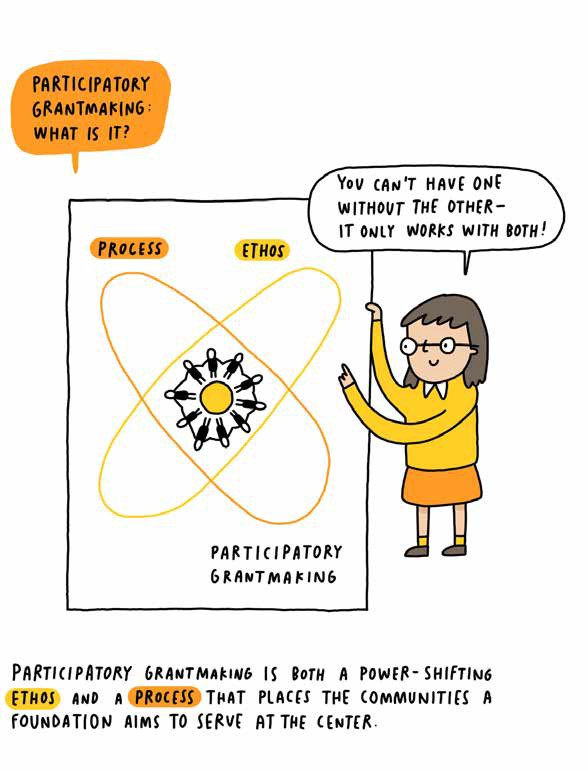 PARTICIPATORY
GRANTMAKING:
WHAT IS IT?
YOU CAN'T HAVE ONE
WITHOUT THE OTHER–
IT ONLY WORKS WITH BOTH!
PROCESS
ETHOS
PARTICIPATORY
GRANTMAKING
PARTICIPATORY GRANTMAKING IS BOTH A POWER-SHIFTING
ETHOS AND A PROCESS THAT PLACES THE COMMUNITIES A
FOUNDATION AIMS TO SERVE AT THE CENTER.